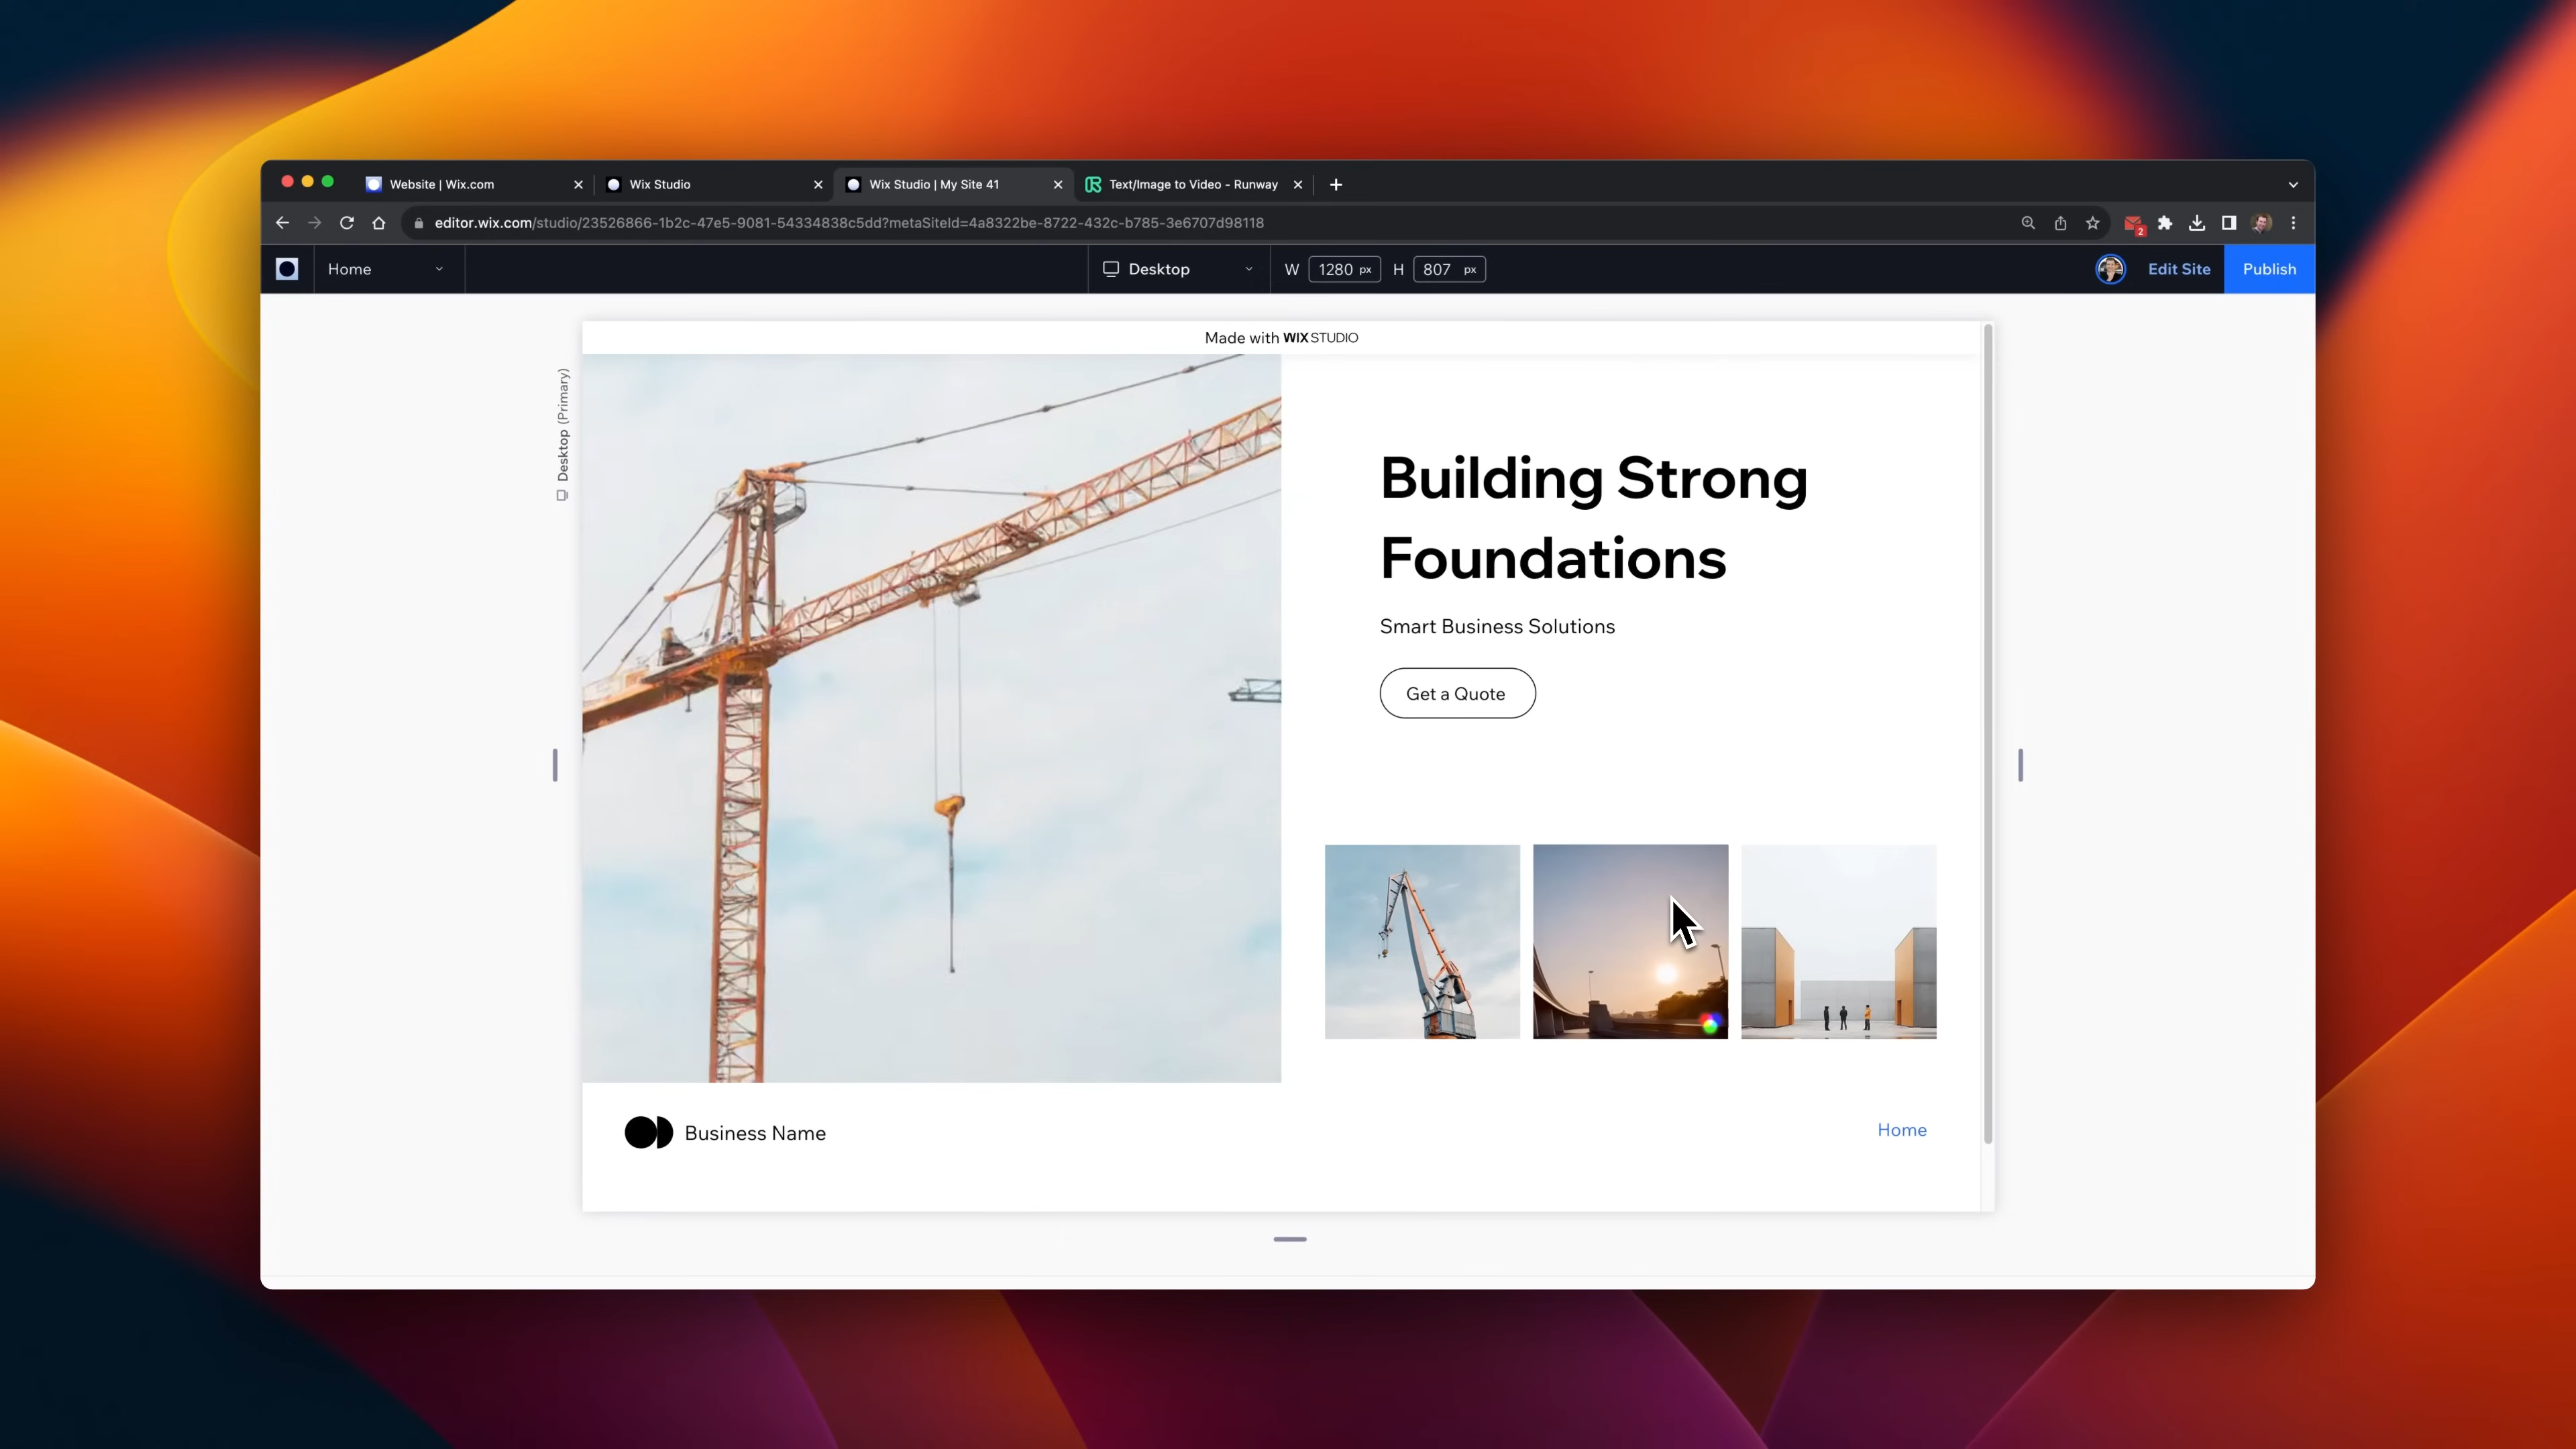 Website | Wix.com
Wix Studio
Wix Studio | My Site 41
Text/Image to Video - Runway
editor.wix.com/studio/23526866-1b2c-47e5-9081-54334838c5dd?metaSiteId=4a8322be-8722-432c-b785-3e6707d98118
2
Home
Desktop
W 1280 px H 807 px
Edit Site
Publish
Made with WIX STUDIO
Desktop (Primary)
Building Strong
Foundations
Smart Business Solutions
Get a Quote
Business Name
Home